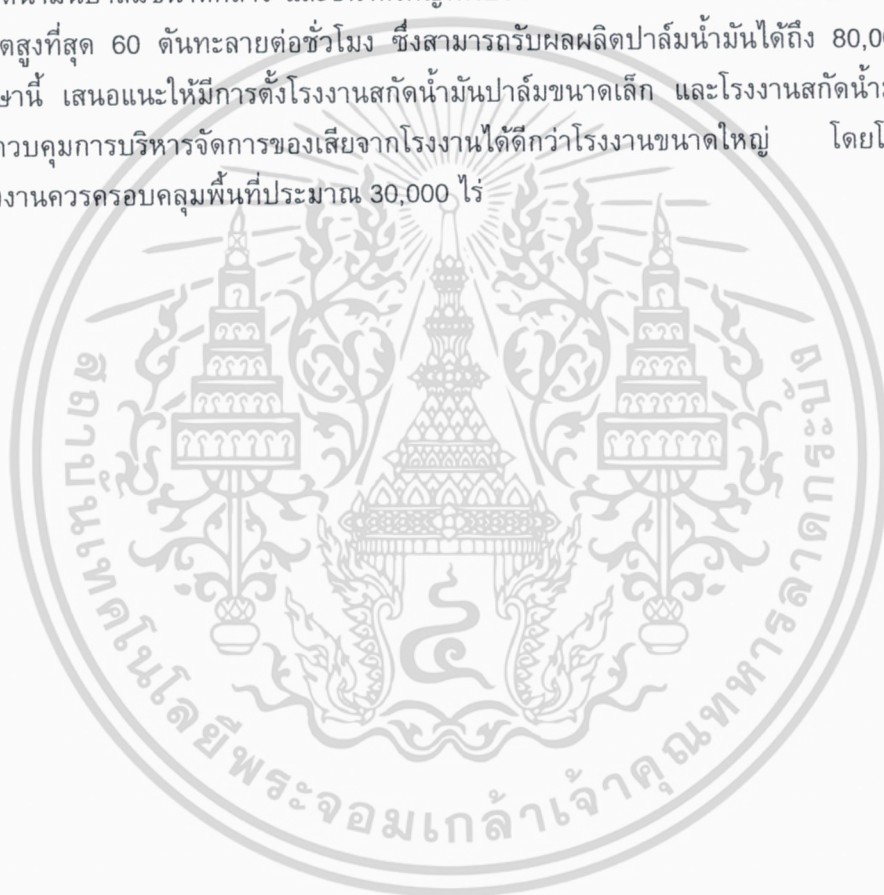 ตสูงที่สุด 60 ตันทะลายต่อชั่วโมง ซึ่งสามารถรับผลผลิตปาล์มน้ำมันได้ถึง 80,00
ษานี้ เสนอแนะให้มีการตั้งโรงงานสกัดน้ำมันปาล์มขนาดเล็ก และโรงงานสกัดน้ำม
ควบคุมการบริหารจัดการของเสียจากโรงงานได้ดีกว่าโรงงานขนาดใหญ่ โดยโ
งานควรครอบคลุมพื้นที่ประมาณ 30,000 ไร่
สถาบันเทคโนโลยีพระจอมเกล้าเจ้าคุณทหารลาดกระบัง
๔